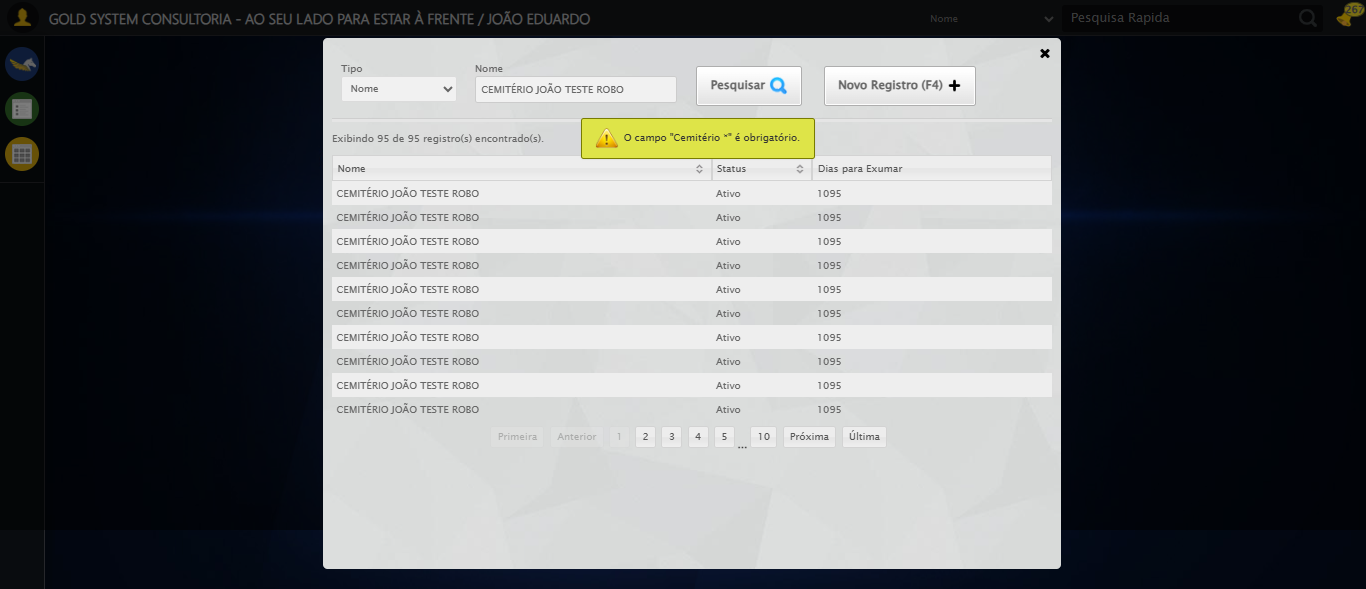 GOLD SYSTEM CONSULTORIA - AO SEU LADO PARA ESTAR À FRENTE / JOÃO EDUARDO
Nome
Pesquisa Rapida
267
Tipo
Nome
Nome
CEMITÉRIO JOÃO TESTE ROBO
Pesquisar
Novo Registro (F4)
Exibindo 95 de 95 registro(s) encontrado(s).
O campo "Cemitério *" é obrigatório.
Nome Status Dias para Exumar
CEMITÉRIO JOÃO TESTE ROBO Ativo 1095
CEMITÉRIO JOÃO TESTE ROBO Ativo 1095
CEMITÉRIO JOÃO TESTE ROBO Ativo 1095
CEMITÉRIO JOÃO TESTE ROBO Ativo 1095
CEMITÉRIO JOÃO TESTE ROBO Ativo 1095
CEMITÉRIO JOÃO TESTE ROBO Ativo 1095
CEMITÉRIO JOÃO TESTE ROBO Ativo 1095
CEMITÉRIO JOÃO TESTE ROBO Ativo 1095
CEMITÉRIO JOÃO TESTE ROBO Ativo 1095
CEMITÉRIO JOÃO TESTE ROBO Ativo 1095
Primeira Anterior 1 2 3 4 5 ... 10 Próxima Última